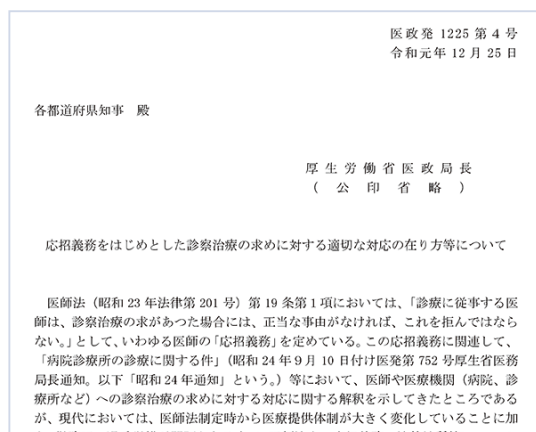 医政発 1225 第 4 号
令和元年 12 月 25 日
各都道府県知事　殿
厚生労働省医政局長
（　公　印　省　略　）
応招義務をはじめとした診察治療の求めに対する適切な対応の在り方等について
医師法（昭和 23 年法律第 201 号）第 19 条第 1 項においては、「診療に従事する医
師は、診察治療の求があつた場合には、正当な事由がなければ、これを拒んではなら
ない。」として、いわゆる医師の「応招義務」を定めている。この応招義務に関連して、
「病院診療所の診療に関する件」（昭和 24 年 9 月 10 日付け医発第 752 号厚生省医務
局長通知。以下「昭和 24 年通知」という。）等において、医師や医療機関（病院、診
療所など）への診察治療の求めに対する対応に関する解釈を示してきたところである
が、現代においては、医師法制定時から医療提供体制が大きく変化していることに加